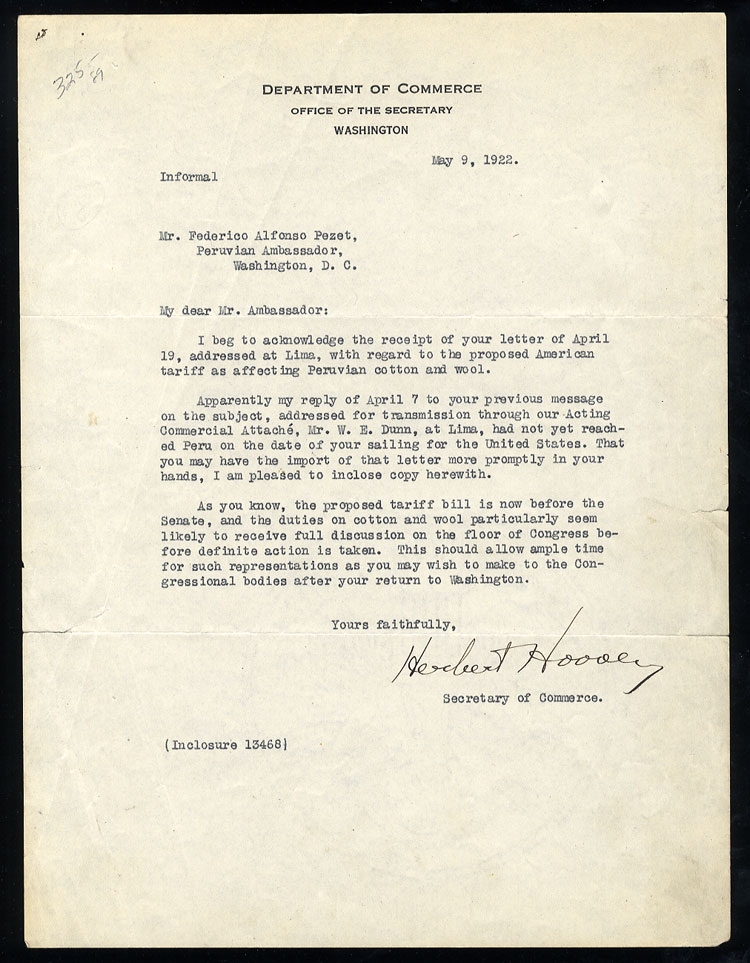 325-
DEPARTMENT OF COMMERCE
OFFICE OF THE SECRETARY
WASHINGTON
May 9, 1922.
Informal
Mr. Federico Alfonso Pezet,
Peruvian Ambassador,
Washington, D. C.
My dear Mr. Ambassador:
I beg to acknowledge the receipt of your letter of April
19, addressed at Lima, with regard to the proposed American
tariff as affecting Peruvian cotton and wool.
Apparently my reply of April 7 to your previous message
on the subject, addressed for transmission through our Acting
Commercial Attaché, Mr. W. E. Dunn, at Lima, had not yet reach-
ed Peru on the date of your sailing for the United States. That
you may have the import of that letter more promptly in your
hands, I am pleased to inclose copy herewith.
As you know, the proposed tariff bill is now before the
Senate, and the duties on cotton and wool particularly seem
likely to receive full discussion on the floor of Congress be-
fore definite action is taken. This should allow ample time
for such representations as you may wish to make to the Con-
gressional bodies after your return to Washington.
Yours faithfully,
Herbert Hoover
Secretary of Commerce.
(Inclosure 13468)